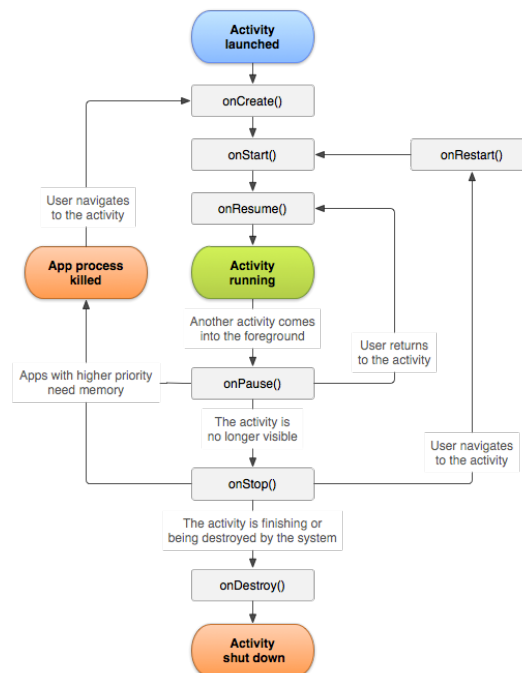 Activity
launched
onCreate()
onStart()
onRestart()
User navigates
to the activity
onResume()
App process
killed
Activity
running
Another activity comes
into the foreground
User returns
to the activity
Apps with higher priority
need memory
onPause()
The activity is
no longer visible
User navigates
to the activity
onStop()
The activity is finishing or
being destroyed by the system
onDestroy()
Activity
shut down